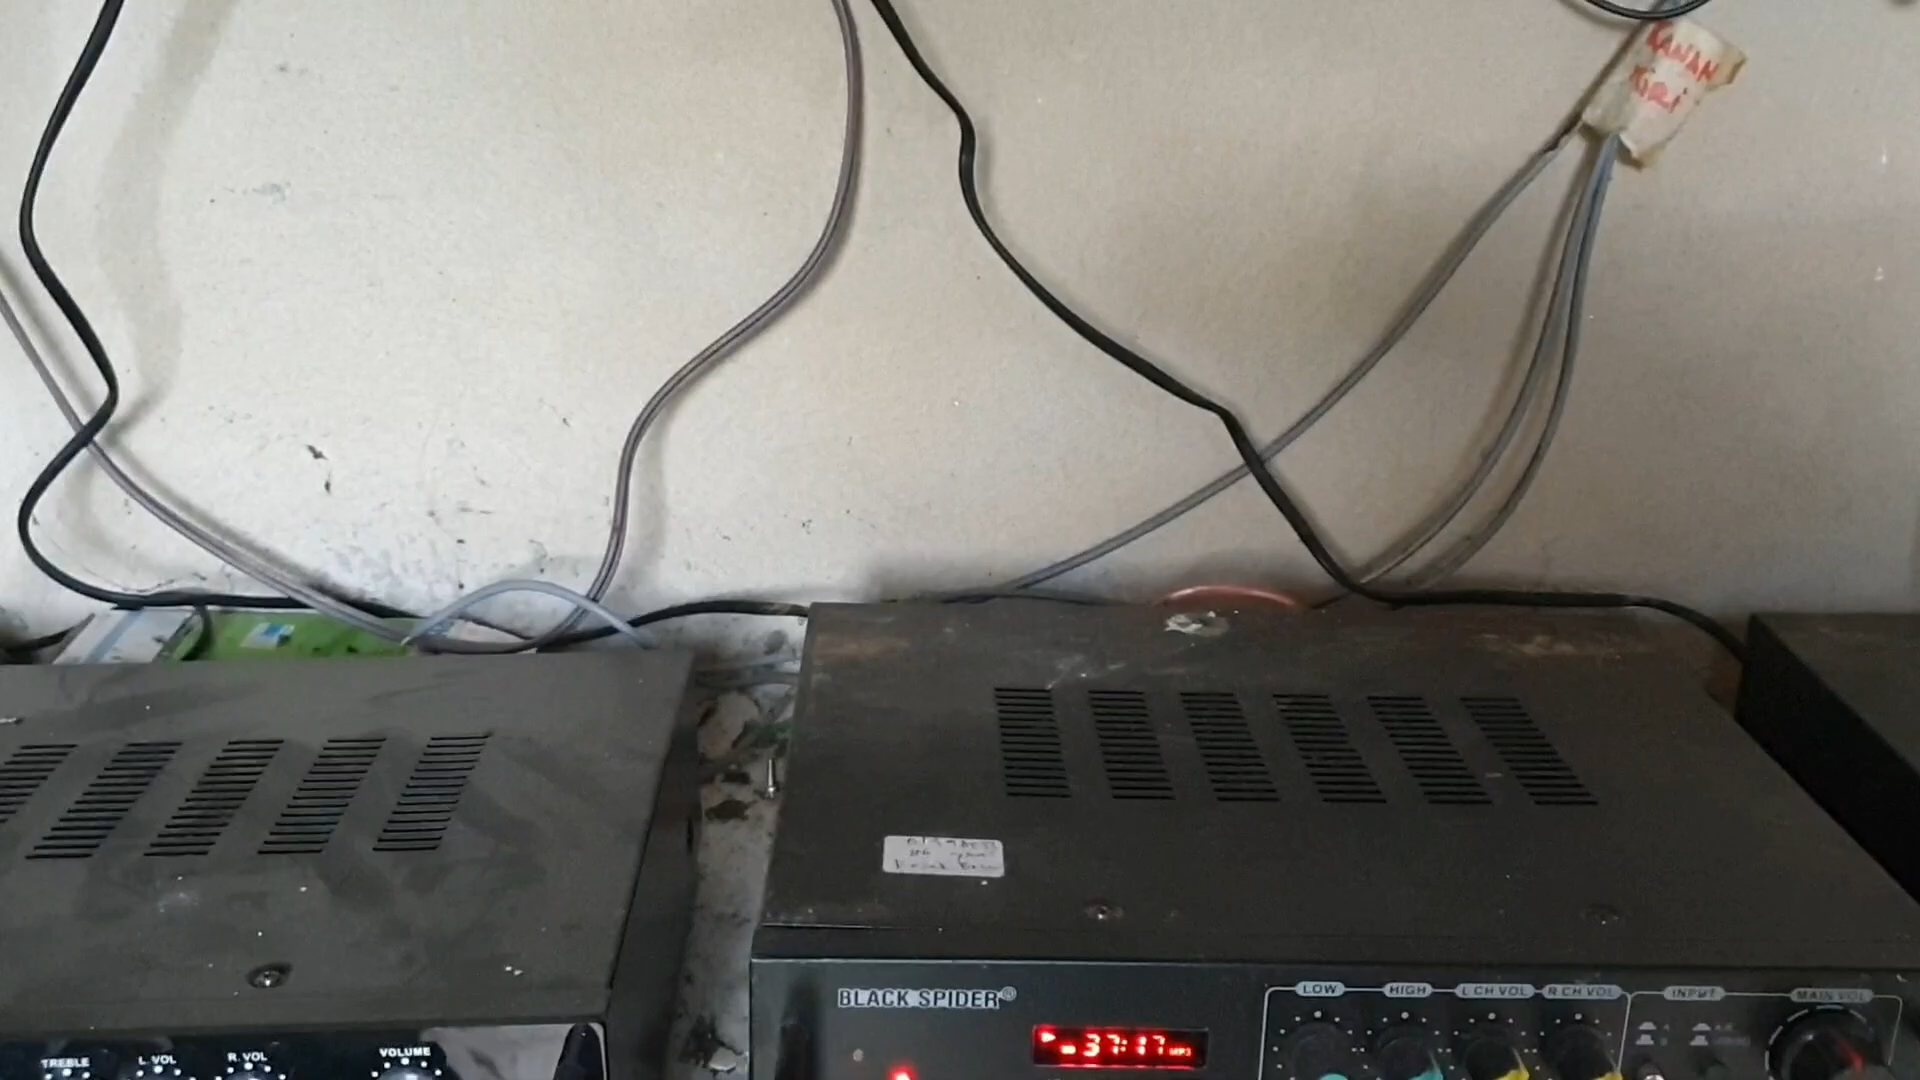 KANAN
KIRI
BLACK SPIDER®
LOW
HIGH
L CH VOL
R CH VOL
INPUT
MAIN VOL
37:17 MP3
TREBLE
L. VOL
R. VOL
VOLUME